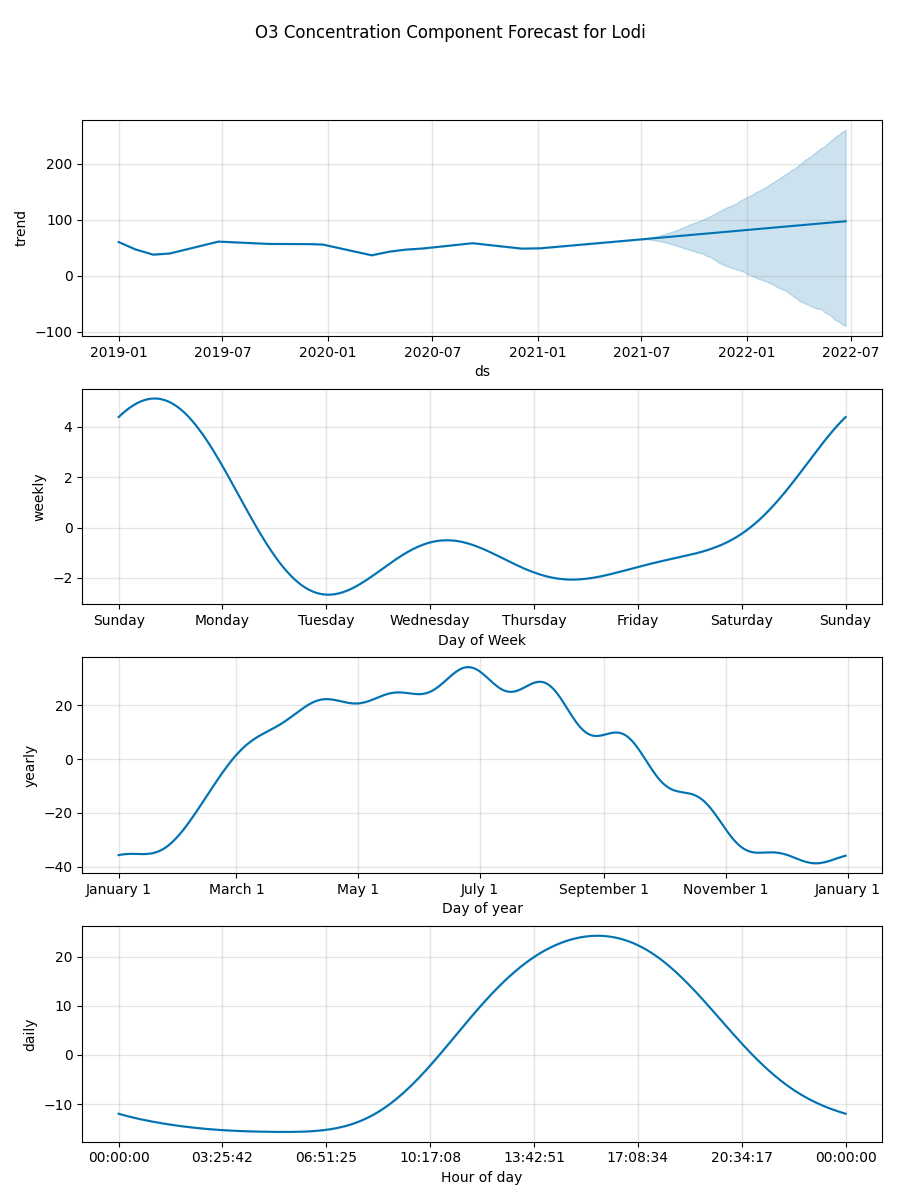 O3 Concentration Component Forecast for Lodi
trend
200
100
0
−100
2019-01 2019-07 2020-01 2020-07 2021-01 2021-07 2022-01 2022-07
ds
weekly
4
2
0
−2
Sunday Monday Tuesday Wednesday Thursday Friday Saturday Sunday
Day of Week
yearly
20
0
−20
−40
January 1 March 1 May 1 July 1 September 1 November 1 January 1
Day of year
daily
20
10
0
−10
00:00:00 03:25:42 06:51:25 10:17:08 13:42:51 17:08:34 20:34:17 00:00:00
Hour of day